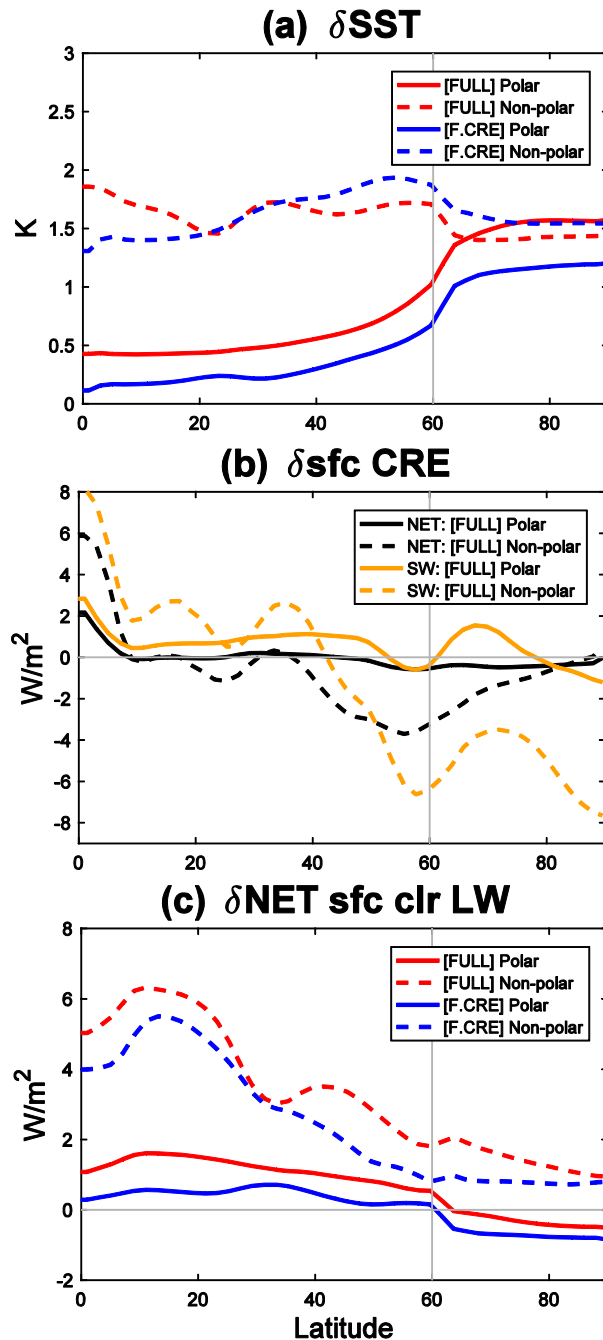 (a) δSST
3
2.5
2
1.5
1
0.5
0
K
[FULL] Polar
[FULL] Non-polar
[F.CRE] Polar
[F.CRE] Non-polar
0 20 40 60 80
(b) δsfc CRE
8
6
4
2
0
-2
-4
-6
-8
W/m²
NET: [FULL] Polar
NET: [FULL] Non-polar
SW: [FULL] Polar
SW: [FULL] Non-polar
0 20 40 60 80
(c) δNET sfc clr LW
8
6
4
2
0
-2
W/m²
[FULL] Polar
[FULL] Non-polar
[F.CRE] Polar
[F.CRE] Non-polar
0 20 40 60 80
Latitude